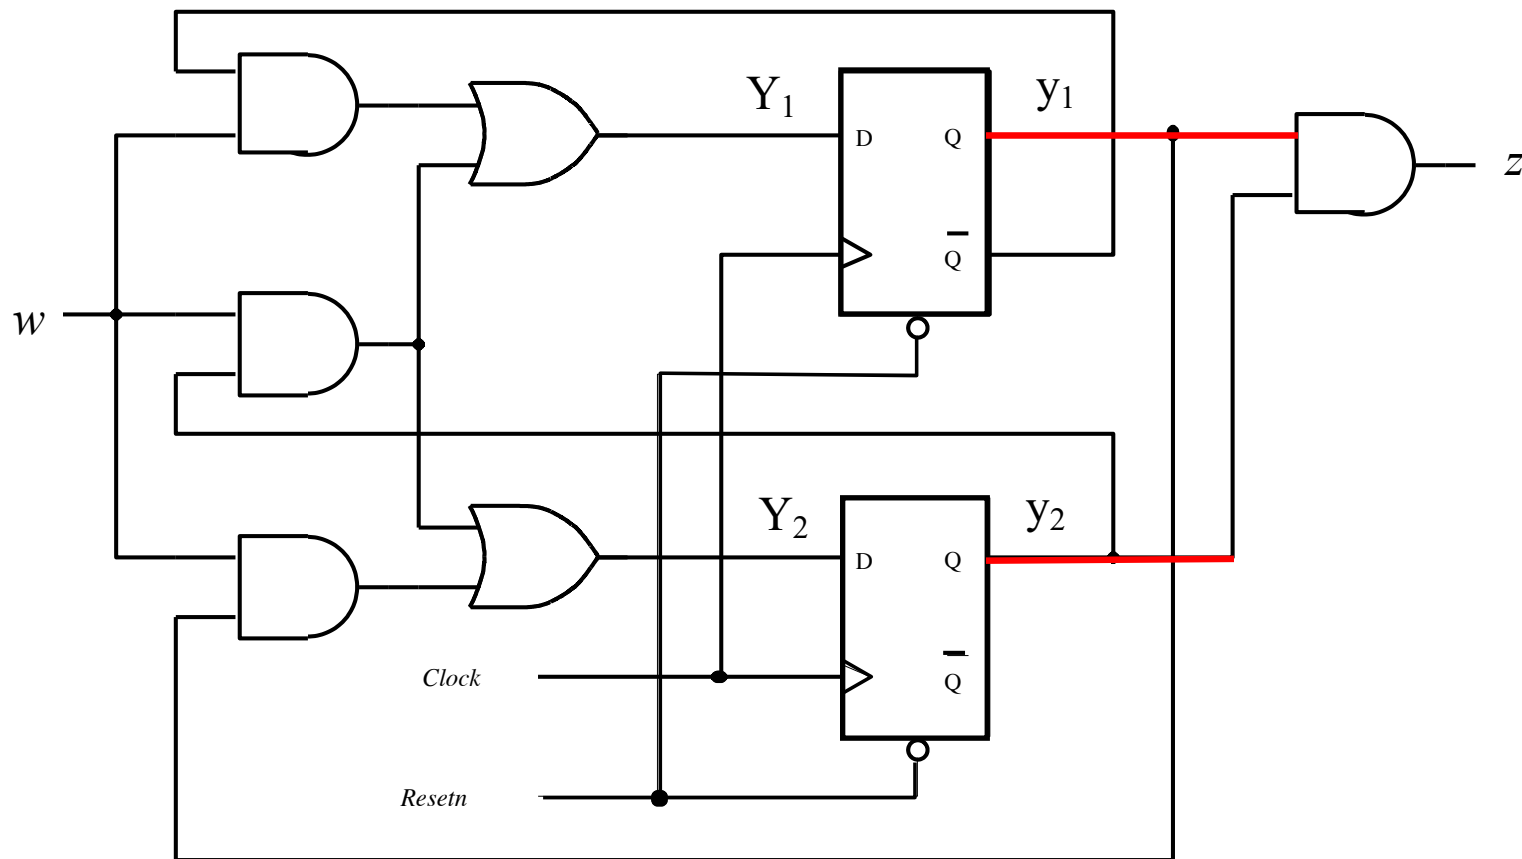 Y₁
y₁
D
Q
z
Q̅
w
Y₂
y₂
D
Q
Clock
Q̅
Resetn